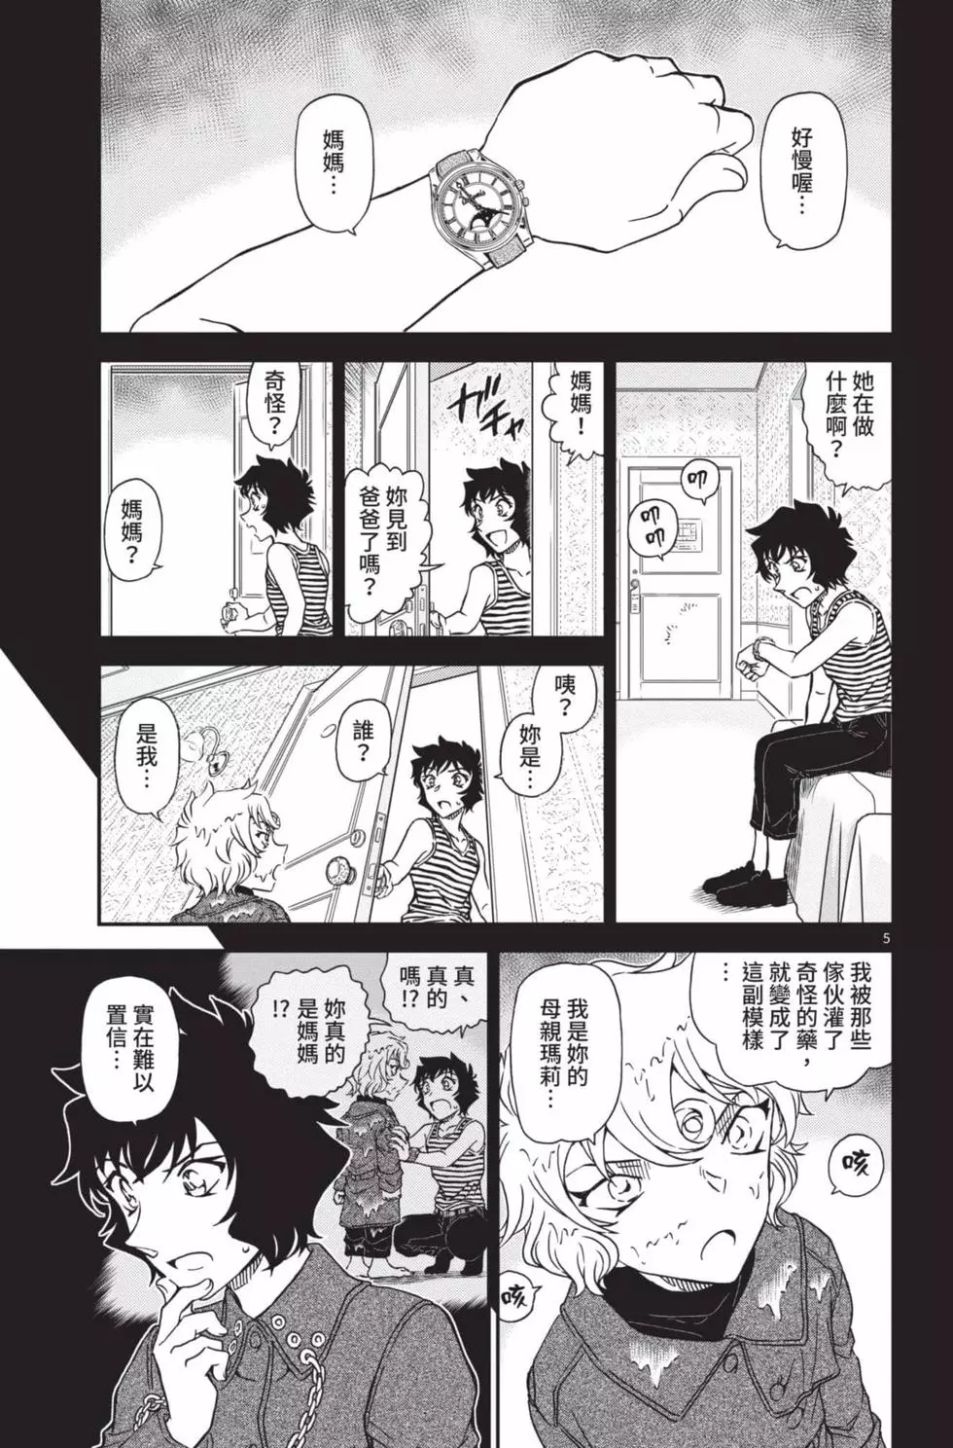 好慢喔…
媽媽…
她在做
什麼啊？
叩
叩
叩
媽媽！
ガチャ
妳見到
爸爸了嗎？
奇怪？
媽媽？
咦？
妳是…
誰？
是我…
5
我被那些
傢伙灌了
奇怪的藥，
就變成了
這副模樣
…
我是妳的
母親瑪莉…
咳
咳
真、
真的
嗎!?
妳真的
是媽媽
!?
實在難以
置信…